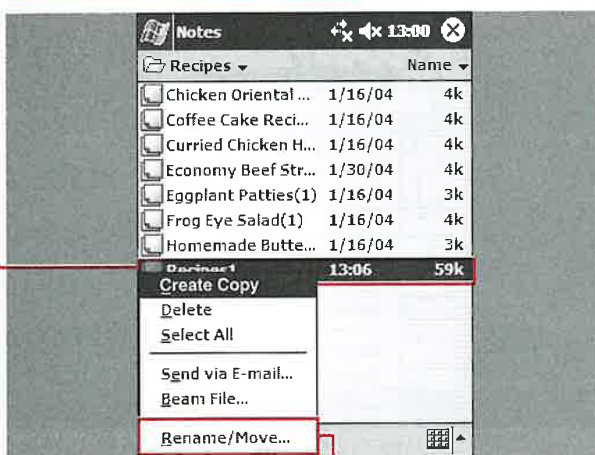 Notes 13:00
Recipes Name
Chicken Oriental ... 1/16/04 4k
Coffee Cake Reci... 1/16/04 4k
Curried Chicken H... 1/16/04 4k
Economy Beef Str... 1/30/04 4k
Eggplant Patties(1) 1/16/04 3k
Frog Eye Salad(1) 1/16/04 4k
Homemade Butte... 1/16/04 3k
Recipes1 13:06 59k
Create Copy
Delete
Select All
Send via E-mail...
Beam File...
Rename/Move...